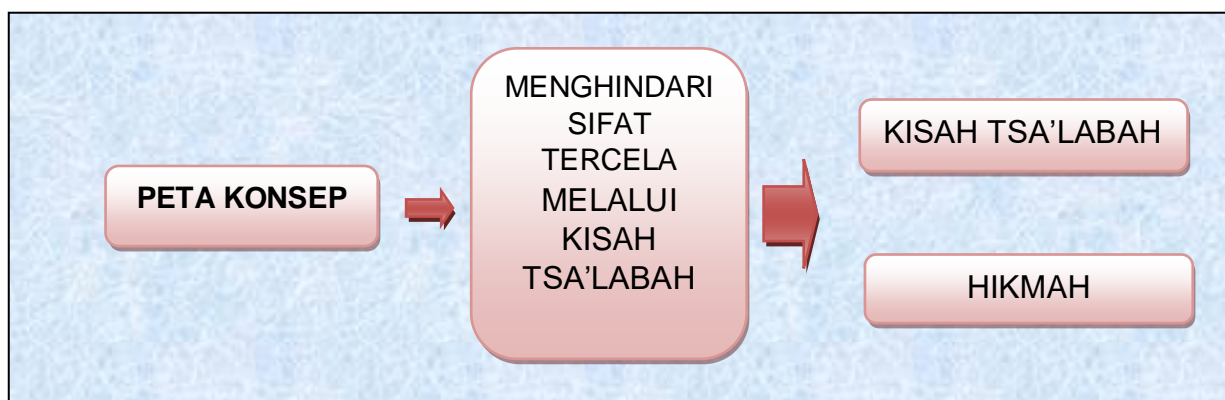 PETA KONSEP
MENGHINDARI
SIFAT
TERCELA
MELALUI
KISAH
TSA’LABAH
KISAH TSA’LABAH
HIKMAH